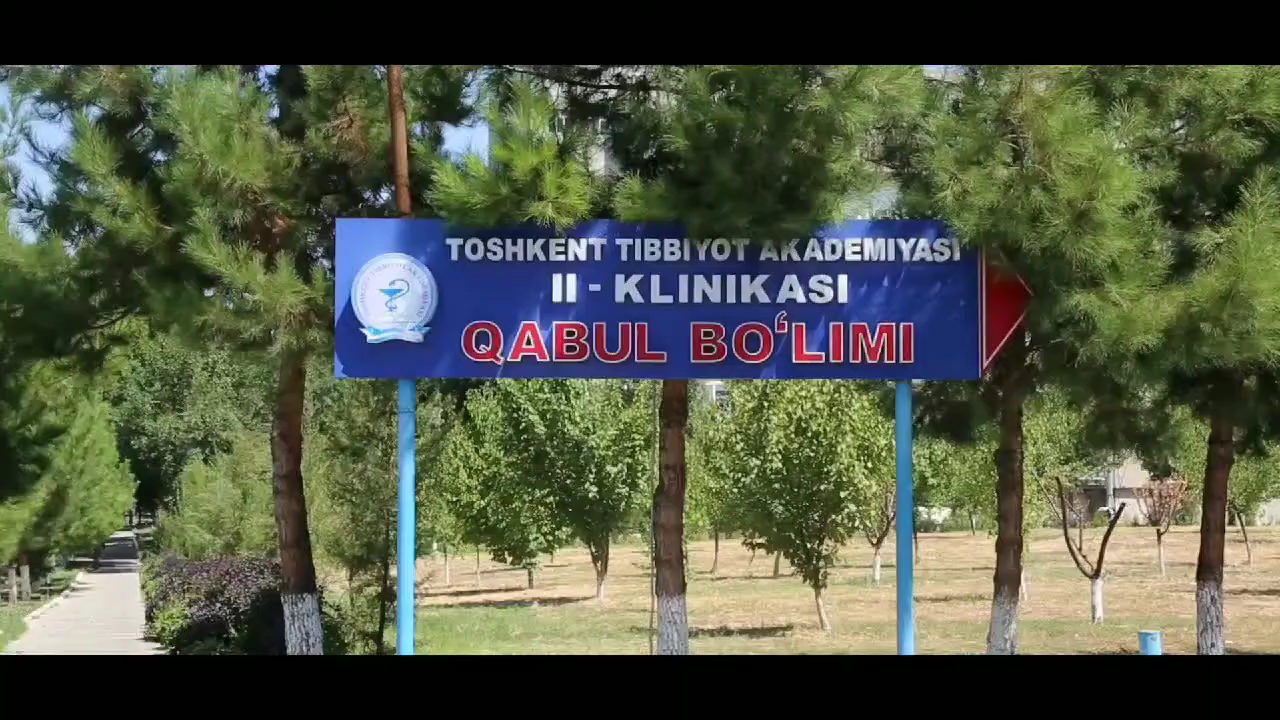 TOSHKENT TIBBIYOT AKADEMIYASI
II - KLINIKASI
QABUL BO‘LIMI